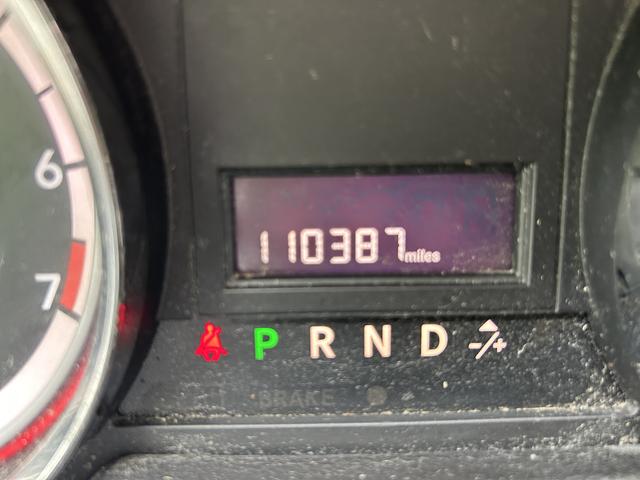 6
7
110387 miles
P R N D -/+
BRAKE